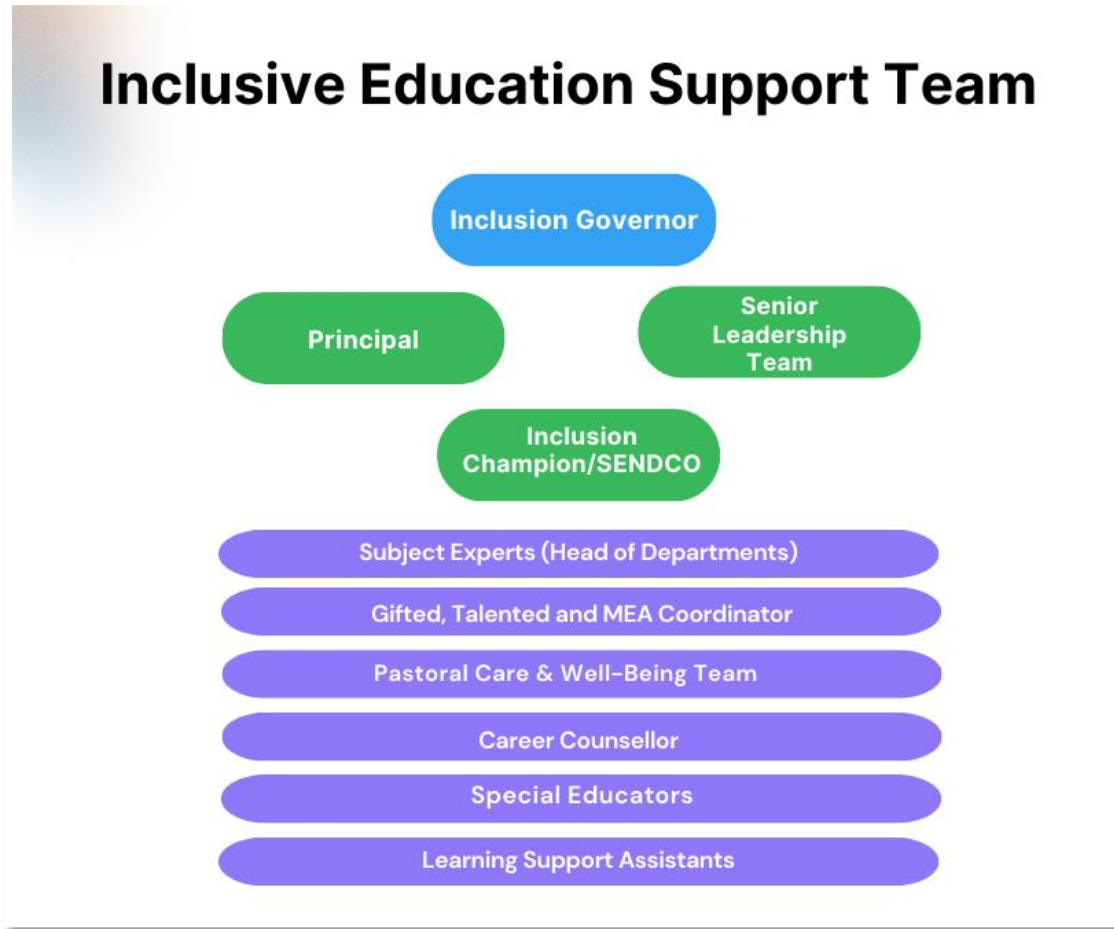 Inclusive Education Support Team
Inclusion Governor
Principal
Senior
Leadership
Team
Inclusion
Champion/SENDCO
Subject Experts (Head of Departments)
Gifted, Talented and MEA Coordinator
Pastoral Care & Well-Being Team
Career Counsellor
Special Educators
Learning Support Assistants